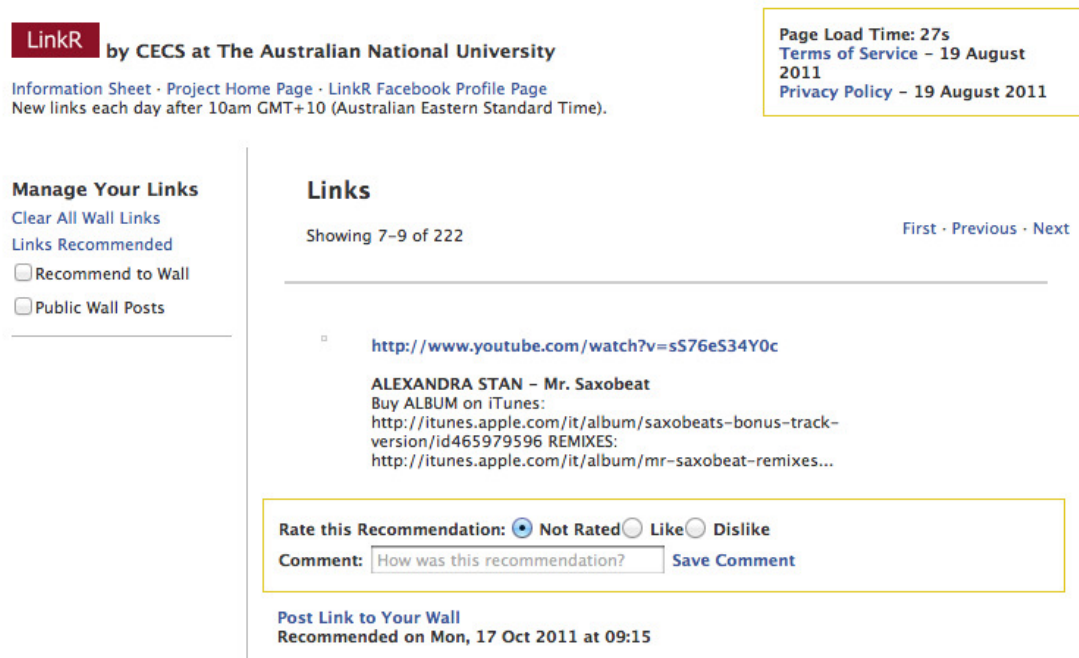 LinkR by CECS at The Australian National University
Information Sheet · Project Home Page · LinkR Facebook Profile Page
New links each day after 10am GMT+10 (Australian Eastern Standard Time).
Page Load Time: 27s
Terms of Service – 19 August
2011
Privacy Policy – 19 August 2011
Manage Your Links
Clear All Wall Links
Links Recommended
Recommend to Wall
Public Wall Posts
Links
Showing 7–9 of 222
First · Previous · Next
http://www.youtube.com/watch?v=sS76eS34Y0c
ALEXANDRA STAN – Mr. Saxobeat
Buy ALBUM on iTunes:
http://itunes.apple.com/it/album/saxobeats-bonus-track-
version/id465979596 REMIXES:
http://itunes.apple.com/it/album/mr-saxobeat-remixes...
Rate this Recommendation: Not Rated Like Dislike
Comment: How was this recommendation? Save Comment
Post Link to Your Wall
Recommended on Mon, 17 Oct 2011 at 09:15